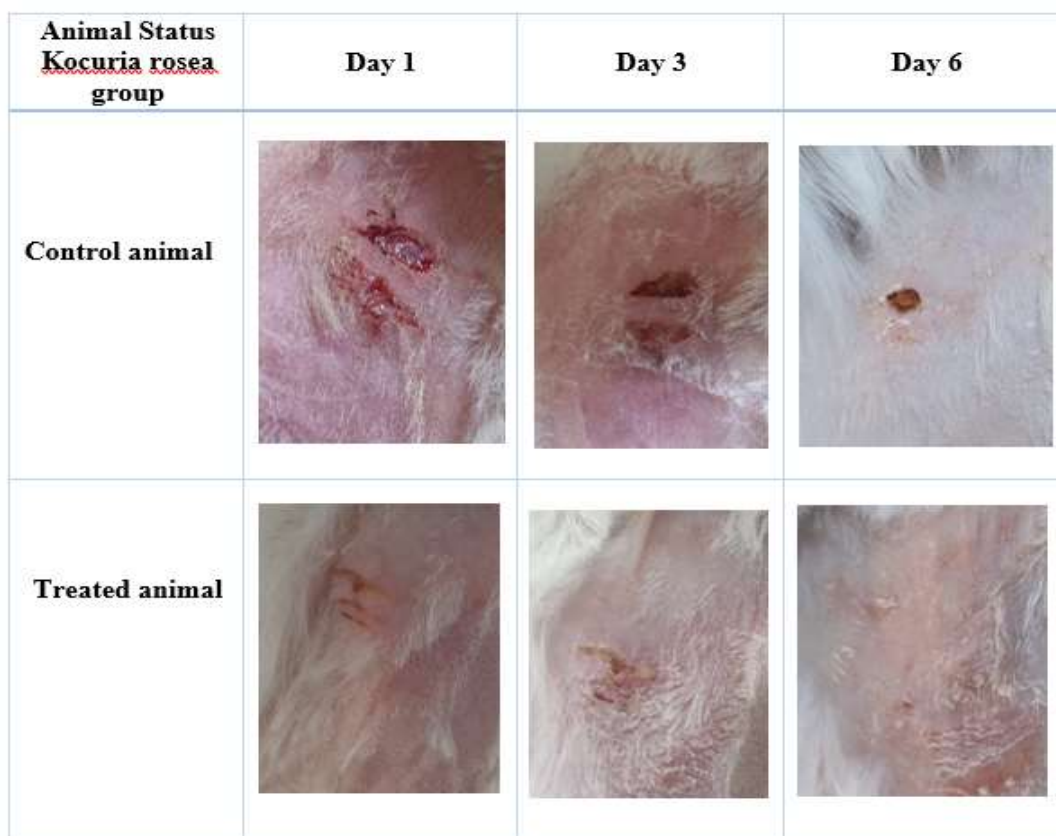 Animal Status
Kocuria rosea
group
Day 1
Day 3
Day 6
Control animal
Treated animal